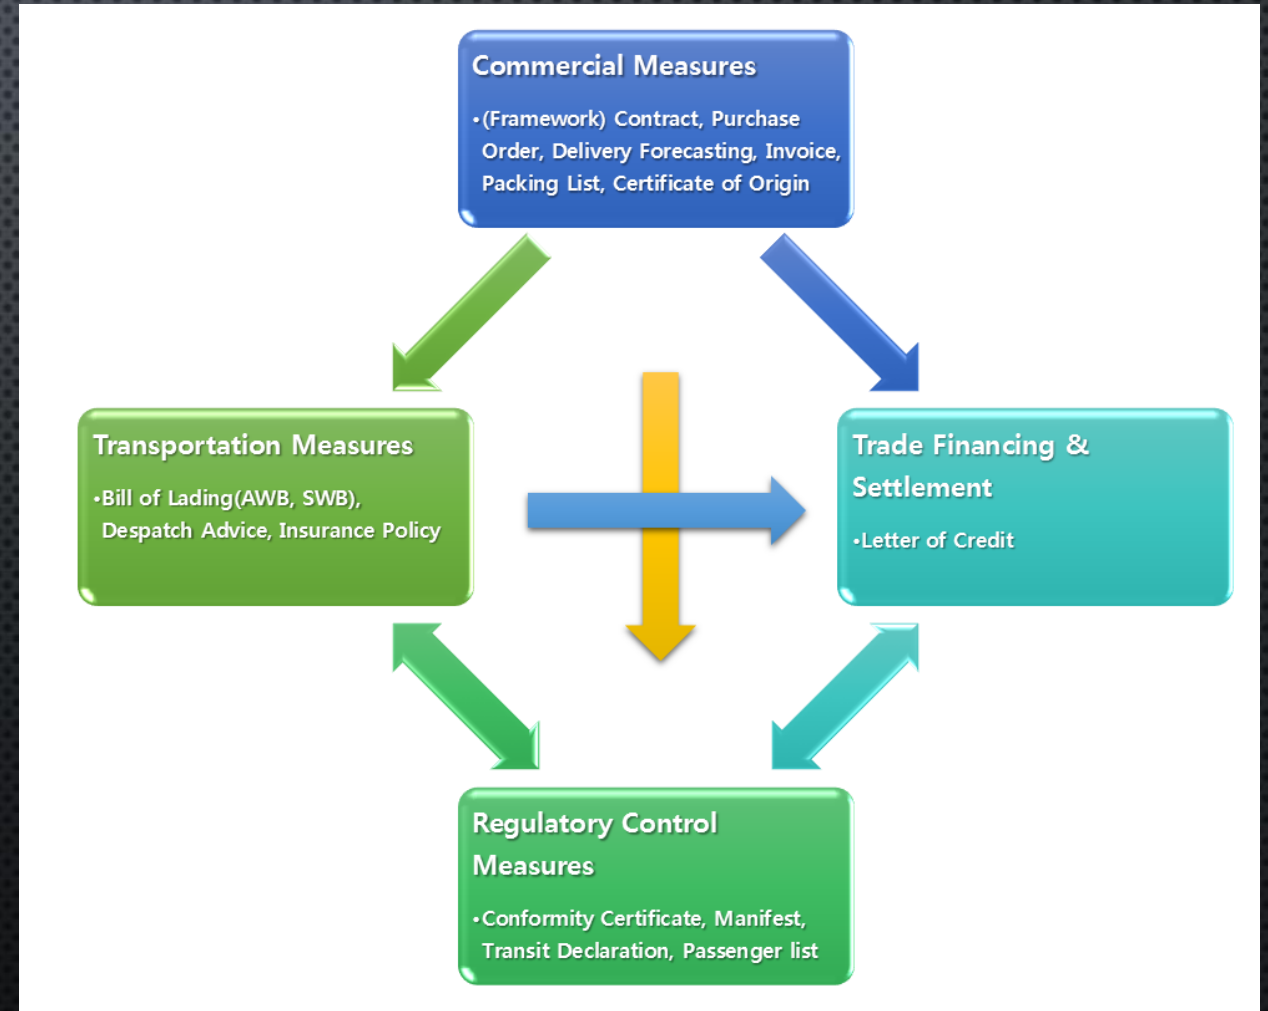 Commercial Measures
•(Framework) Contract, Purchase
Order, Delivery Forecasting, Invoice,
Packing List, Certificate of Origin
Transportation Measures
•Bill of Lading(AWB, SWB),
Despatch Advice, Insurance Policy
Trade Financing &
Settlement
•Letter of Credit
Regulatory Control
Measures
•Conformity Certificate, Manifest,
Transit Declaration, Passenger list